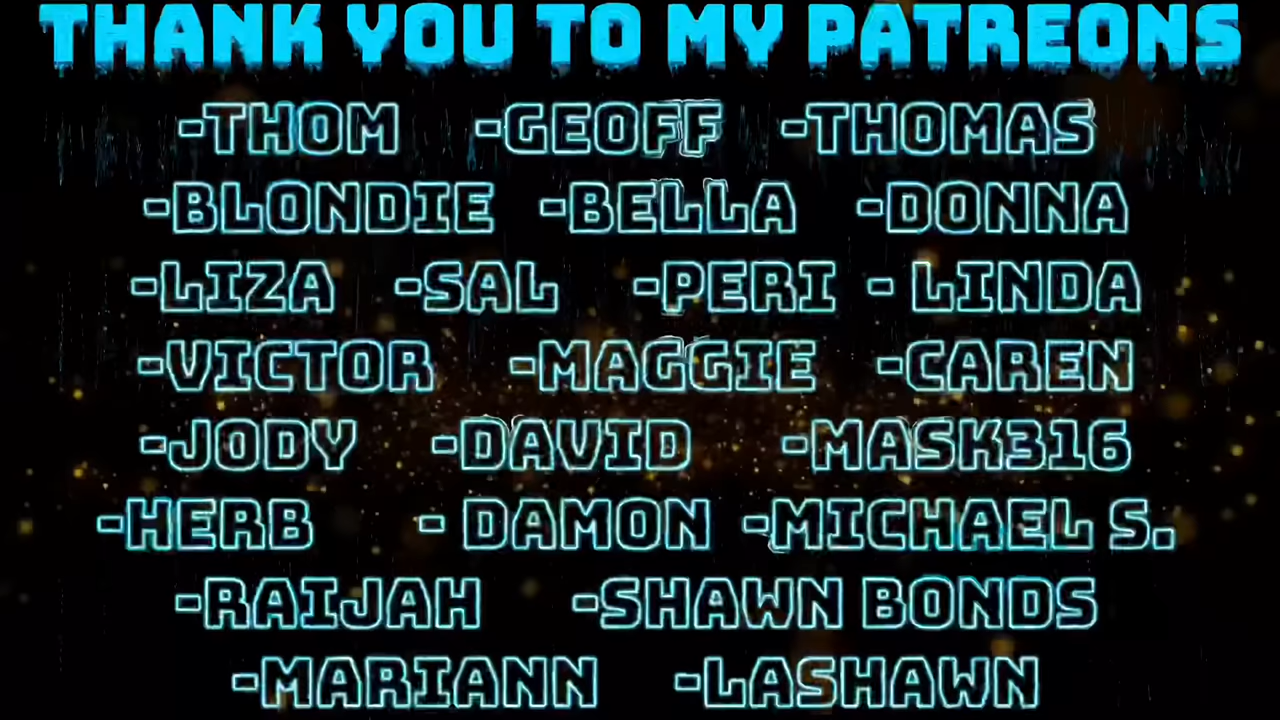 THANK YOU TO MY PATREONS
-THOM -GEOFF -THOMAS
-BLONDIE -BELLA -DONNA
-LIZA -SAL -PERI - LINDA
-VICTOR -MAGGIE -CAREN
-JODY -DAVID -MASK316
-HERB - DAMON -MICHAEL S.
-RAIJAH -SHAWN BONDS
-MARIANN -LASHAWN